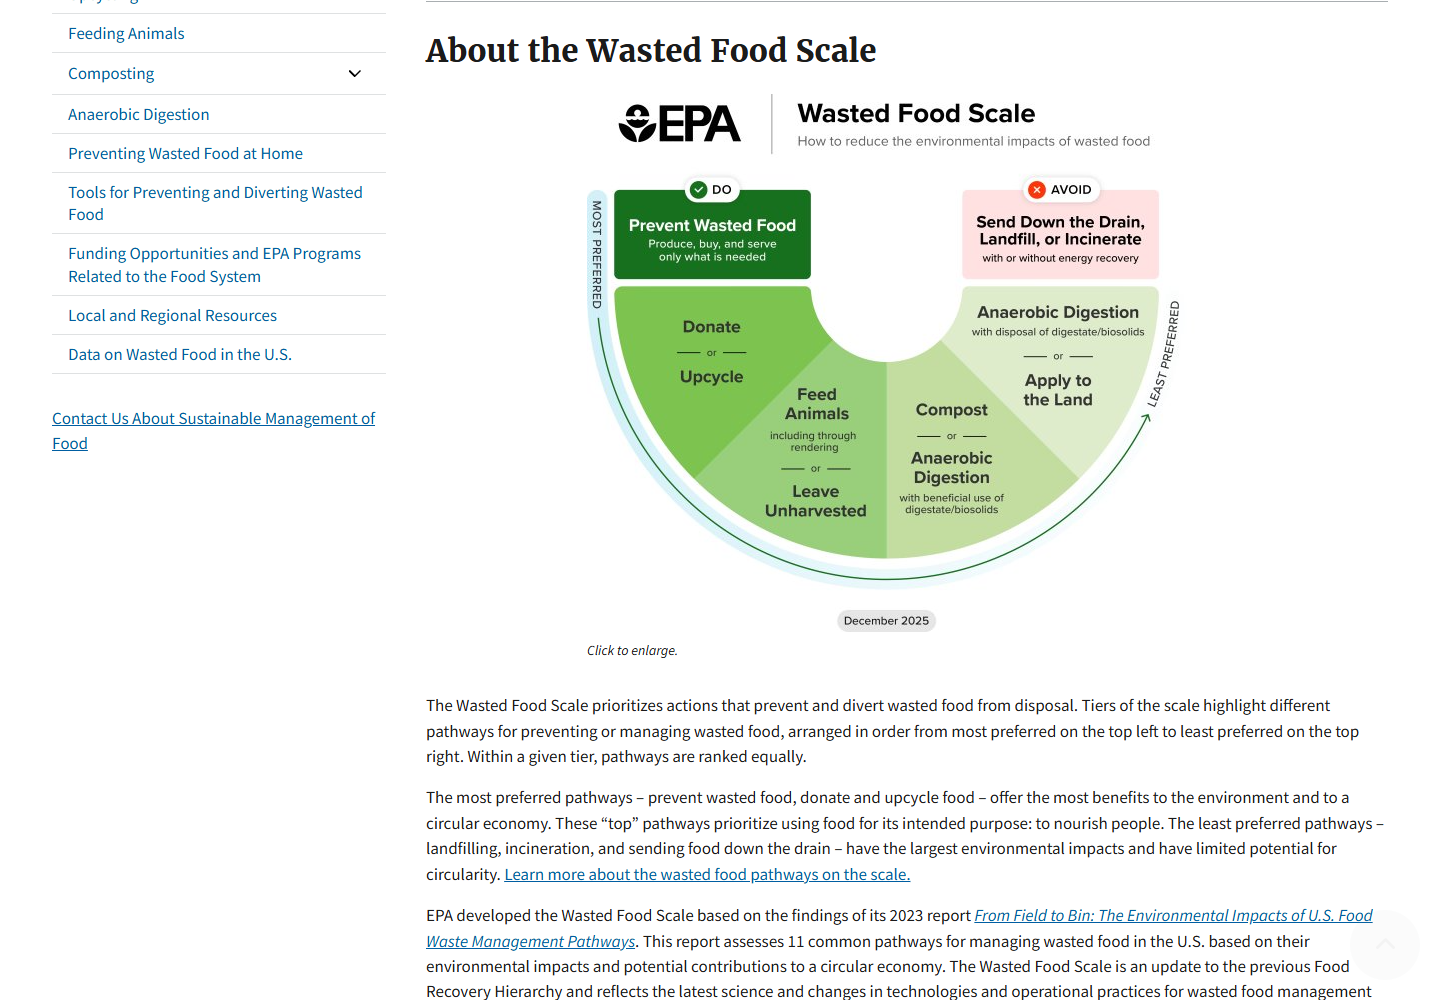 Feeding Animals
Composting
Anaerobic Digestion
Preventing Wasted Food at Home
Tools for Preventing and Diverting Wasted
Food
Funding Opportunities and EPA Programs
Related to the Food System
Local and Regional Resources
Data on Wasted Food in the U.S.
Contact Us About Sustainable Management of
Food
About the Wasted Food Scale
EPA
Wasted Food Scale
How to reduce the environmental impacts of wasted food
MOST PREFERRED
DO
Prevent Wasted Food
Produce, buy, and serve
only what is needed
AVOID
Send Down the Drain,
Landfill, or Incinerate
with or without energy recovery
Donate
or
Upcycle
Feed
Animals
including through
rendering
or
Leave
Unharvested
Compost
or
Anaerobic
Digestion
with beneficial use of
digestate/biosolids
Anaerobic Digestion
with disposal of digestate/biosolids
or
Apply to
the Land
LEAST PREFERRED
December 2025
Click to enlarge.
The Wasted Food Scale prioritizes actions that prevent and divert wasted food from disposal. Tiers of the scale highlight different
pathways for preventing or managing wasted food, arranged in order from most preferred on the top left to least preferred on the top
right. Within a given tier, pathways are ranked equally.
The most preferred pathways – prevent wasted food, donate and upcycle food – offer the most benefits to the environment and to a
circular economy. These “top” pathways prioritize using food for its intended purpose: to nourish people. The least preferred pathways –
landfilling, incineration, and sending food down the drain – have the largest environmental impacts and have limited potential for
circularity. Learn more about the wasted food pathways on the scale.
EPA developed the Wasted Food Scale based on the findings of its 2023 report From Field to Bin: The Environmental Impacts of U.S. Food
Waste Management Pathways. This report assesses 11 common pathways for managing wasted food in the U.S. based on their
environmental impacts and potential contributions to a circular economy. The Wasted Food Scale is an update to the previous Food
Recovery Hierarchy and reflects the latest science and changes in technologies and operational practices for wasted food management